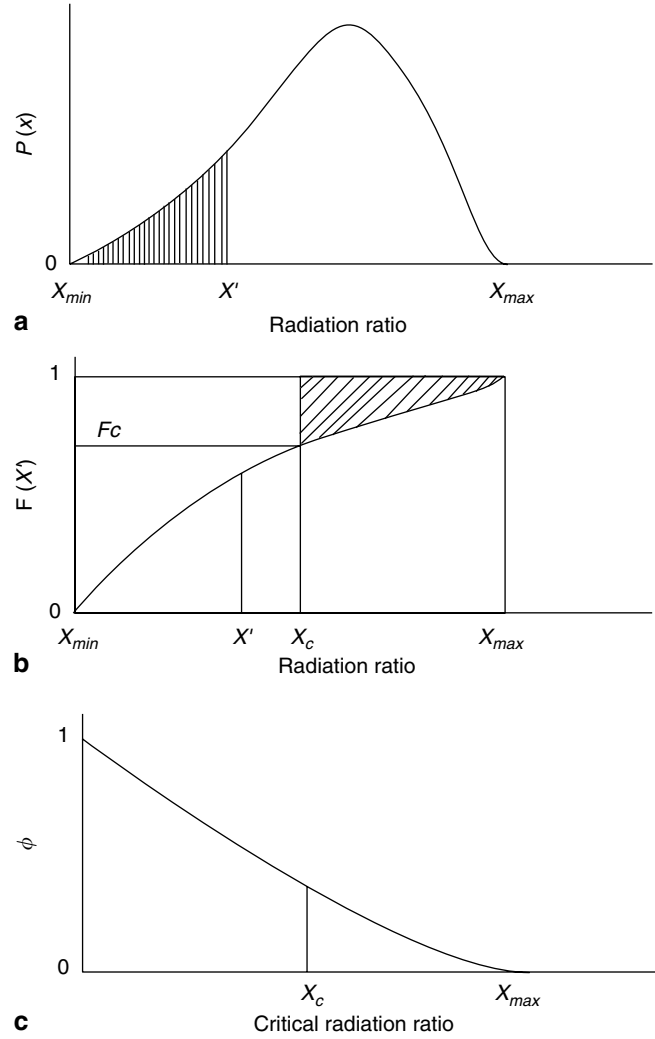 P (x)
0
X_min X' X_max
a
Radiation ratio
1
Fc
F (X')
0
X_min X' X_c X_max
b
Radiation ratio
1
ϕ
0
X_c X_max
c
Critical radiation ratio